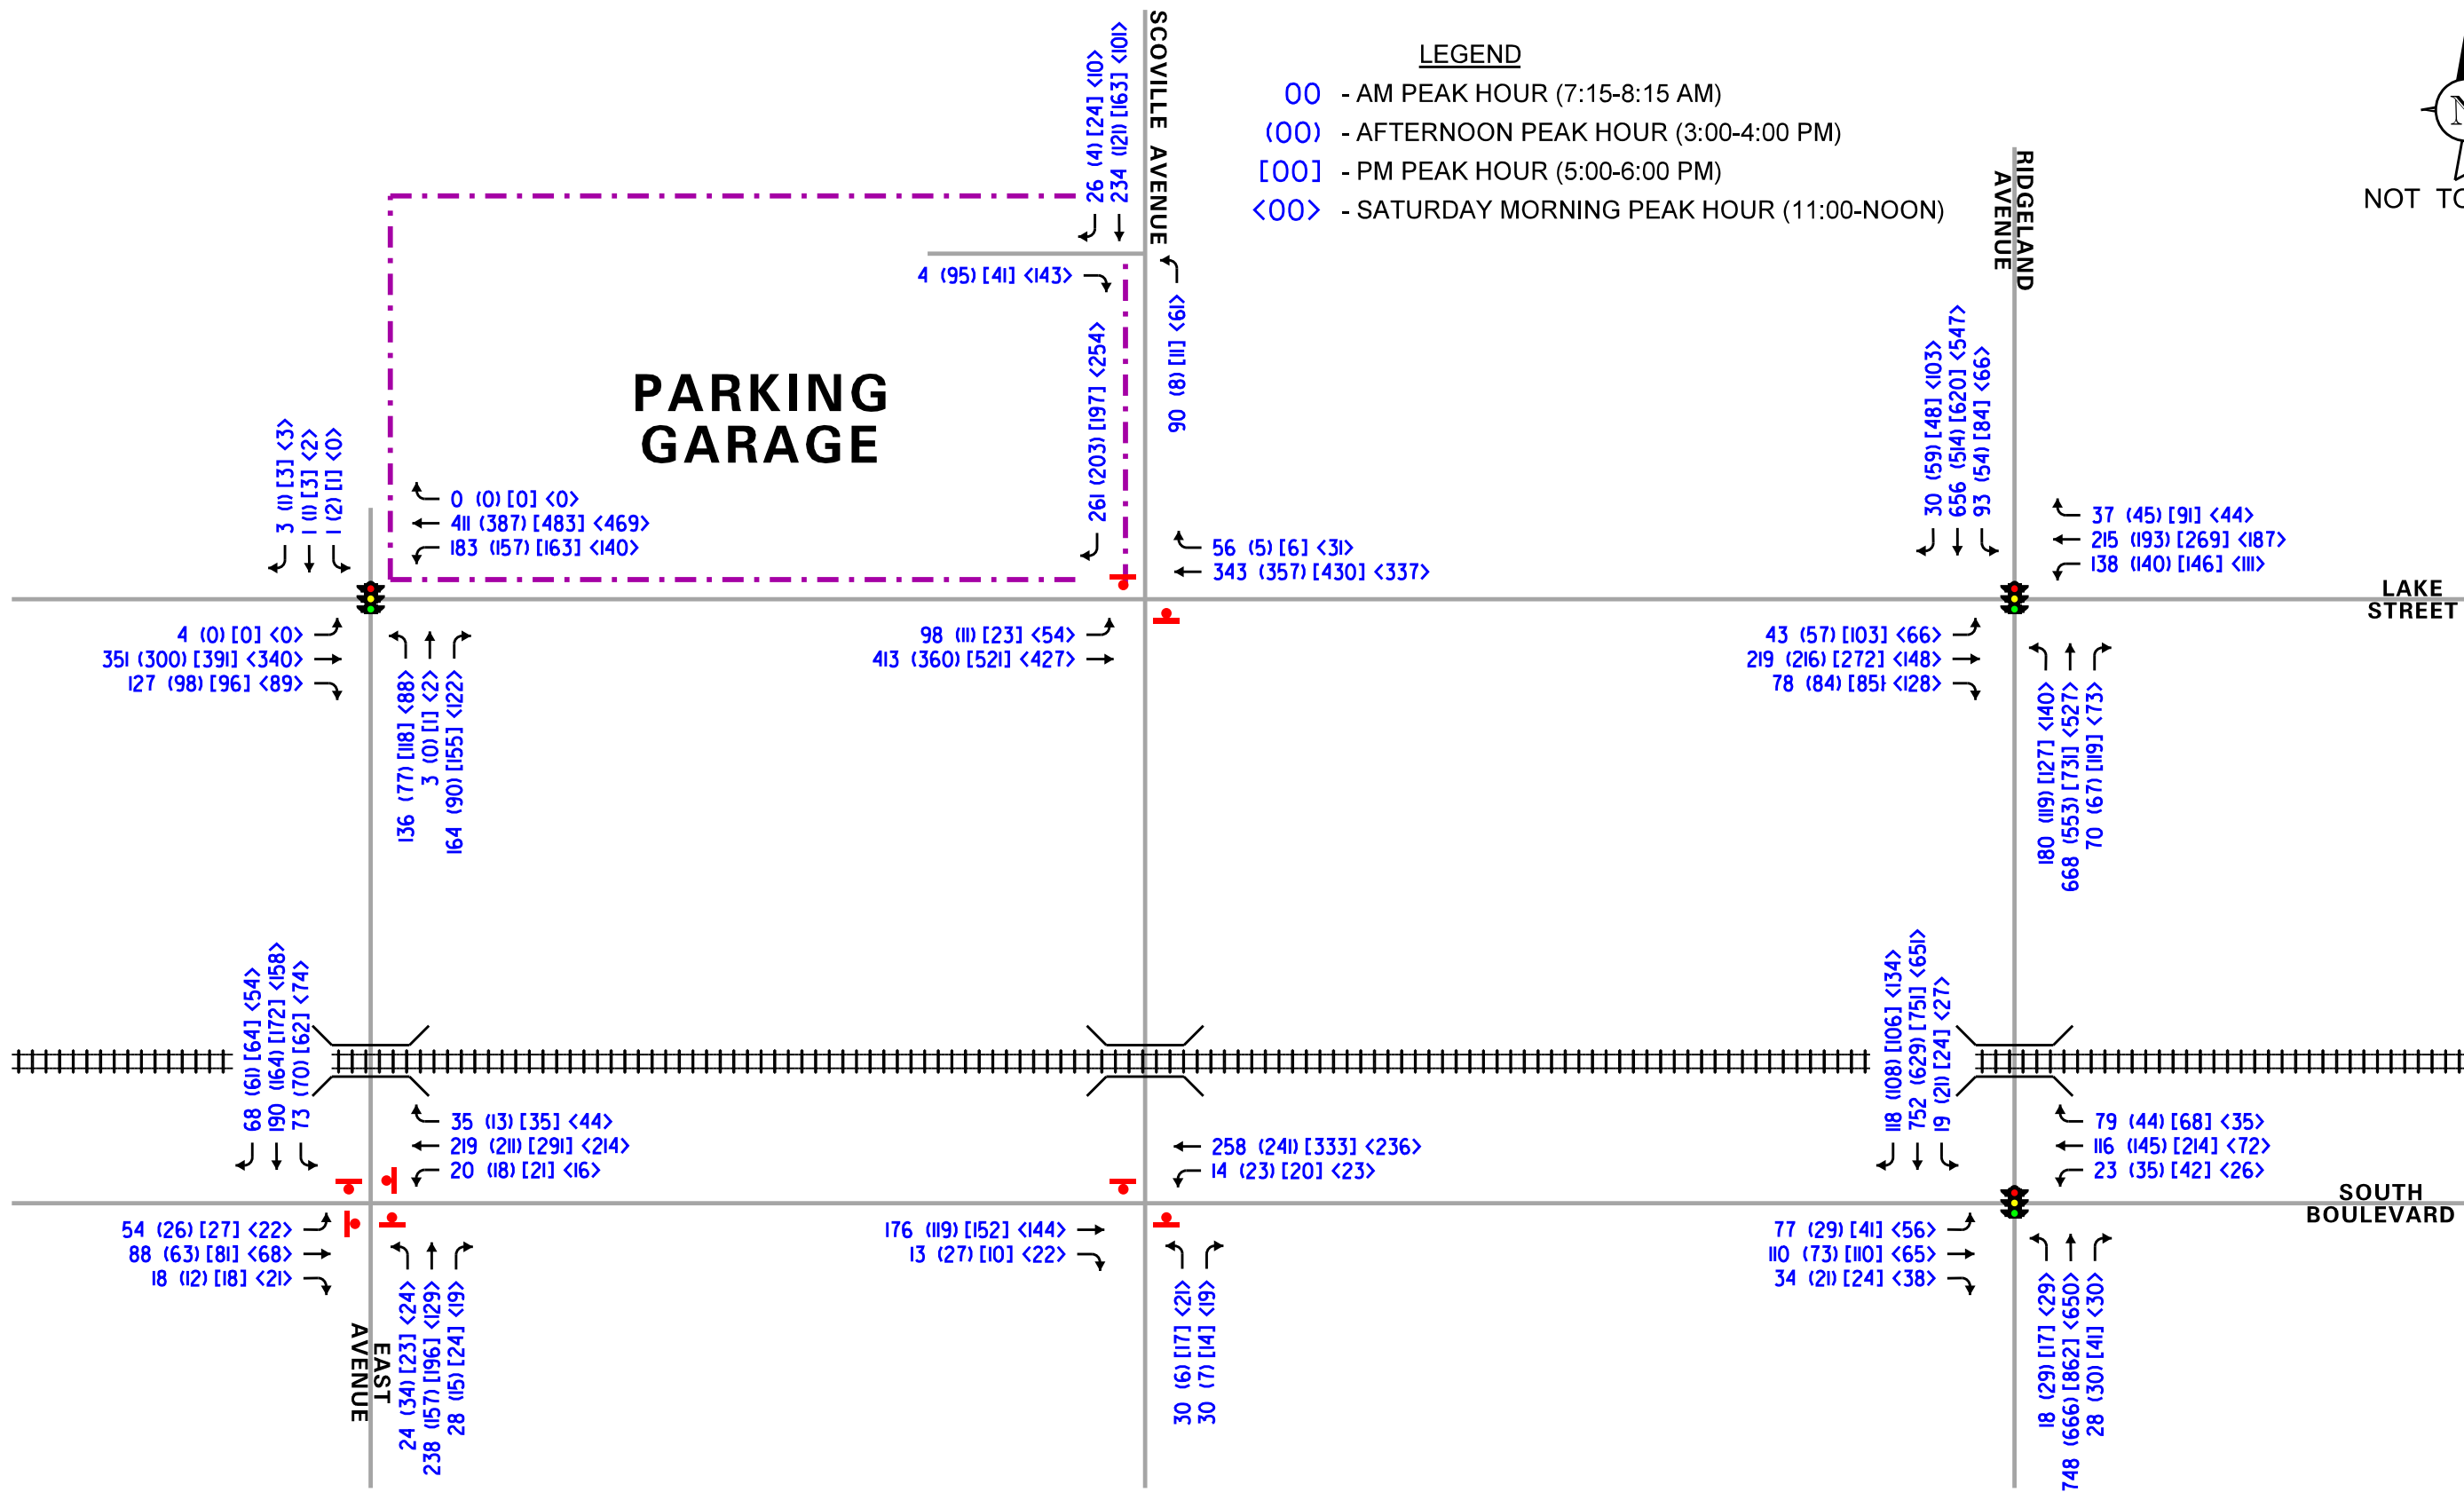 LEGEND
00 - AM PEAK HOUR (7:15-8:15 AM)
(00) - AFTERNOON PEAK HOUR (3:00-4:00 PM)
[00] - PM PEAK HOUR (5:00-6:00 PM)
<00> - SATURDAY MORNING PEAK HOUR (11:00-NOON)
NOT TO
SCOVILLE AVENUE
26 (4) [24] <10>
234 (121) [163] <101>
4 (95) [41] <143>
90 (8) [11] <19>
261 (203) [197] <254>
PARKING
GARAGE
RIDGELAND
AVENUE
30 (59) [48] <103>
656 (514) [620] <547>
93 (54) [84] <66>
3 (1) [3] <3>
1 (1) [3] <2>
1 (2) [1] <0>
0 (0) [0] <0>
411 (387) [483] <469>
183 (157) [163] <140>
56 (5) [6] <31>
343 (357) [430] <337>
37 (45) [91] <44>
215 (193) [269] <187>
138 (140) [146] <111>
LAKE
STREET
4 (0) [0] <0>
351 (300) [391] <340>
127 (98) [96] <89>
136 (77) [118] <88>
3 (0) [1] <2>
164 (90) [155] <122>
98 (11) [23] <54>
413 (360) [521] <427>
43 (57) [103] <66>
219 (216) [272] <148>
78 (84) [85} <128>
180 (119) [127] <140>
668 (553) [731] <527>
70 (67) [119] <73>
68 (61) [64] <54>
190 (164) [172] <158>
73 (70) [62] <74>
35 (13) [35] <44>
219 (211) [291] <214>
20 (18) [21] <16>
258 (241) [333] <236>
14 (23) [20] <23>
118 (108) [106] <134>
752 (629) [751] <651>
19 (21) [24] <27>
79 (44) [68] <35>
116 (145) [214] <72>
23 (35) [42] <26>
SOUTH
BOULEVARD
54 (26) [27] <22>
88 (63) [81] <68>
18 (12) [18] <21>
EAST
AVENUE
24 (34) [23] <24>
238 (157) [196] <129>
28 (15) [24] <19>
176 (119) [152] <144>
13 (27) [10] <22>
30 (6) [17] <21>
30 (7) [14] <19>
77 (29) [41] <56>
110 (73) [110] <65>
34 (21) [24] <38>
18 (29) [17] <29>
748 (666) [862] <650>
28 (30) [41] <30>